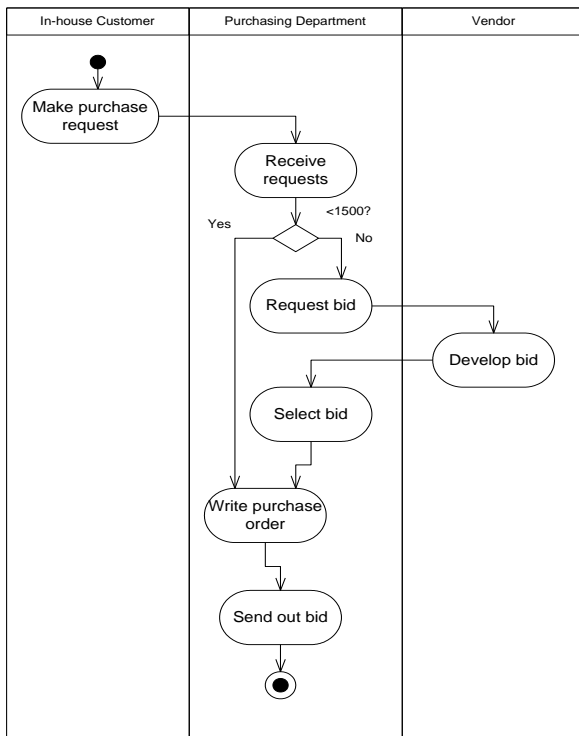 In-house Customer
Purchasing Department
Vendor
Make purchase
request
Receive
requests
<1500?
Yes
No
Request bid
Develop bid
Select bid
Write purchase
order
Send out bid